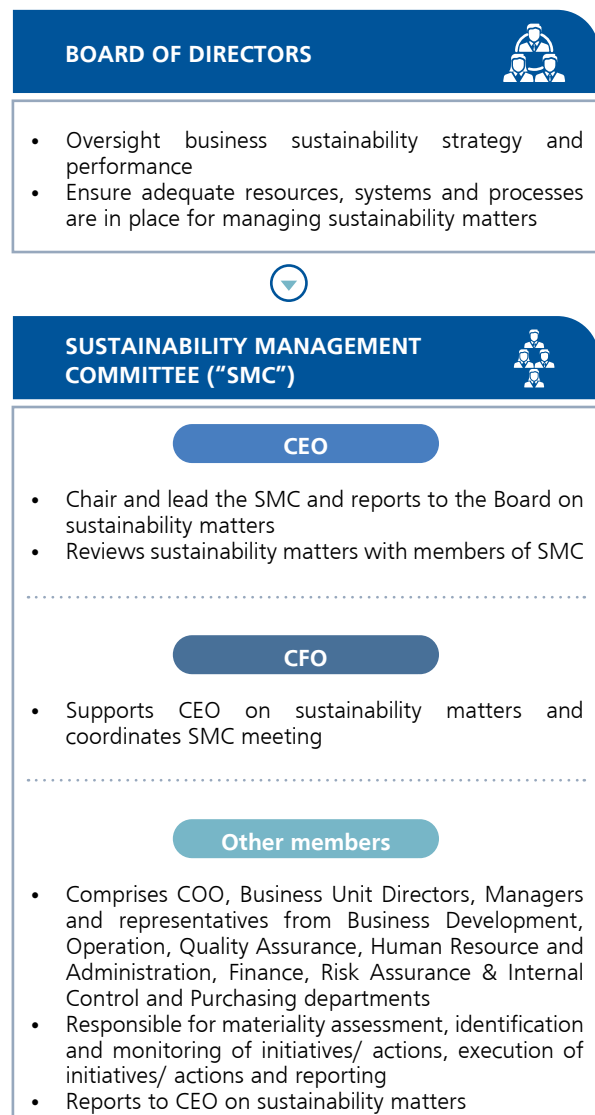 BOARD OF DIRECTORS
• Oversight business sustainability strategy and
performance
• Ensure adequate resources, systems and processes
are in place for managing sustainability matters
SUSTAINABILITY MANAGEMENT
COMMITTEE (“SMC”)
CEO
• Chair and lead the SMC and reports to the Board on
sustainability matters
• Reviews sustainability matters with members of SMC
CFO
• Supports CEO on sustainability matters and
coordinates SMC meeting
Other members
• Comprises COO, Business Unit Directors, Managers
and representatives from Business Development,
Operation, Quality Assurance, Human Resource and
Administration, Finance, Risk Assurance & Internal
Control and Purchasing departments
• Responsible for materiality assessment, identification
and monitoring of initiatives/ actions, execution of
initiatives/ actions and reporting
• Reports to CEO on sustainability matters